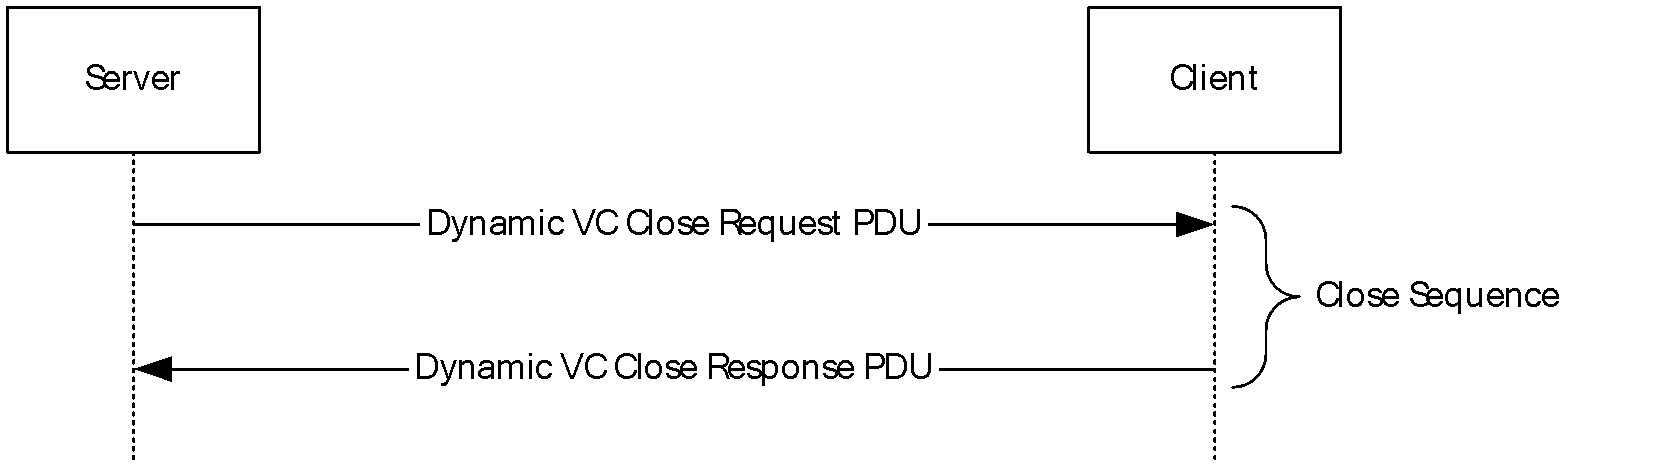 Server
Client
Dynamic VC Close Request PDU
Close Sequence
Dynamic VC Close Response PDU